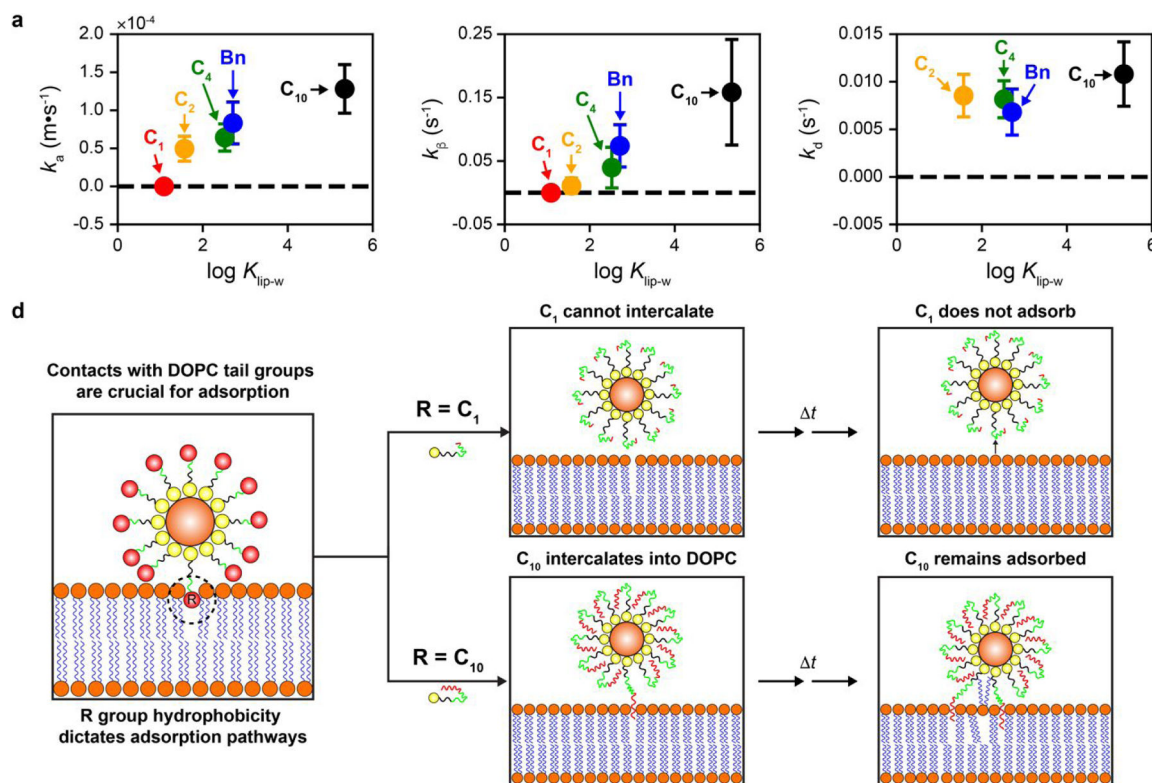 a
×10⁻⁴
kₐ (m•s⁻¹)
2.0
1.5
1.0
0.5
0.0
-0.5
0 2 4 6
log K_lip-w
C₁
C₂
C₄
Bn
C₁₀
k_β (s⁻¹)
0.25
0.15
0.05
-0.05
0 2 4 6
log K_lip-w
C₁
C₂
C₄
Bn
C₁₀
k_d (s⁻¹)
0.015
0.010
0.005
0.000
-0.005
0 2 4 6
log K_lip-w
C₂
C₄
Bn
C₁₀
d
Contacts with DOPC tail groups
are crucial for adsorption
R
R group hydrophobicity
dictates adsorption pathways
R = C₁
C₁ cannot intercalate
Δt
C₁ does not adsorb
R = C₁₀
C₁₀ intercalates into DOPC
Δt
C₁₀ remains adsorbed